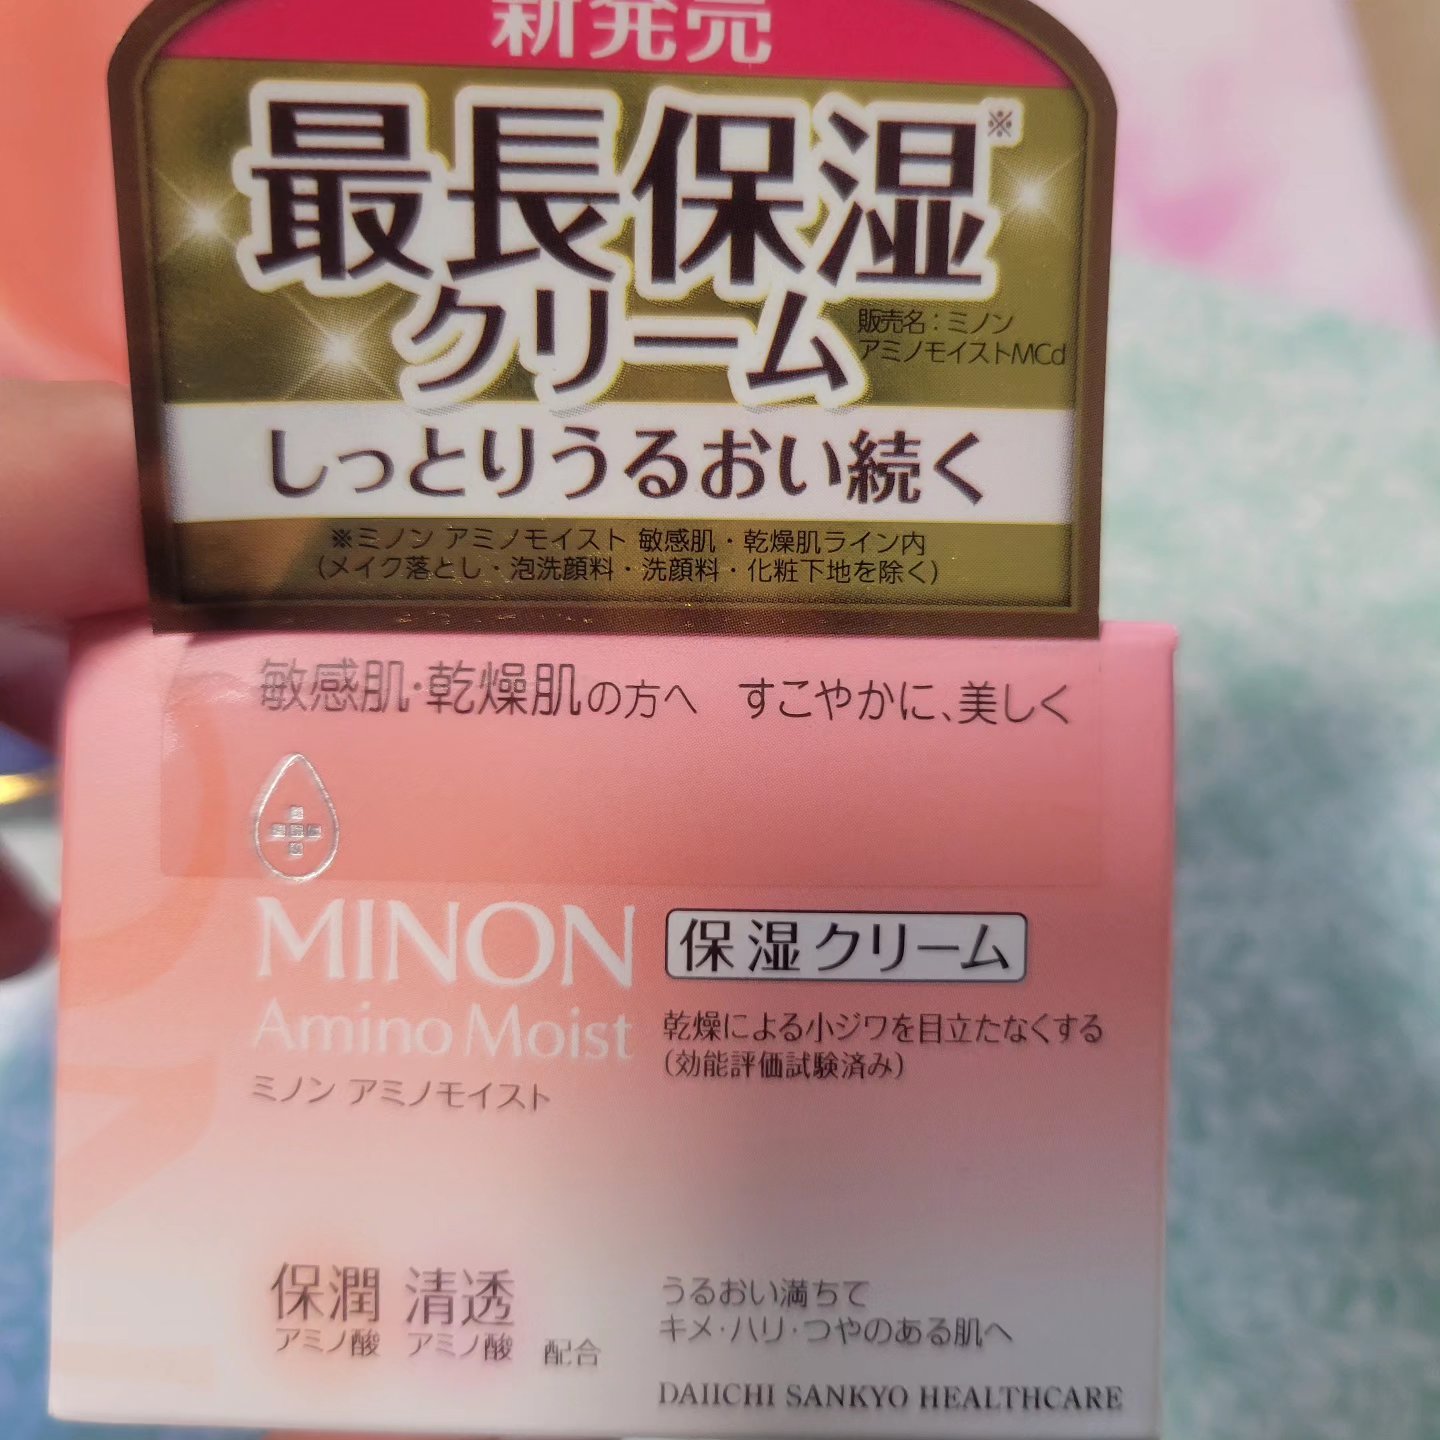 新発売
最長保湿※
クリーム
販売名：ミノン
アミノモイストMCd
しっとりうるおい続く
※ミノン アミノモイスト 敏感肌・乾燥肌ライン内
(メイク落とし・泡洗顔料・洗顔料・化粧下地を除く)
敏感肌・乾燥肌の方へ すこやかに、美しく
MINON
Amino Moist
ミノン アミノモイスト
保湿クリーム
乾燥による小ジワを目立たなくする
(効能評価試験済み)
保潤 清透
アミノ酸 アミノ酸 配合
うるおい満ちて
キメ・ハリ・つやのある肌へ
DAIICHI SANKYO HEALTHCARE